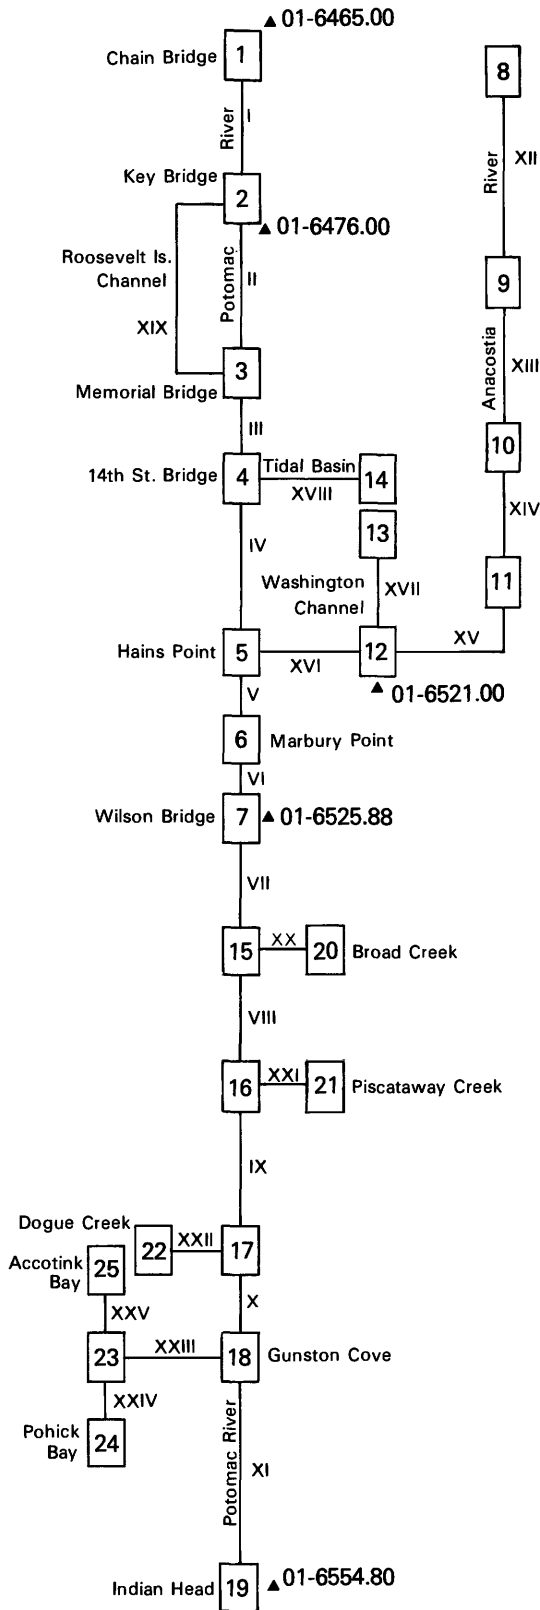 ▲ 01-6465.00
Chain Bridge 1
8
River I
River XII
Key Bridge
2
▲ 01-6476.00
Roosevelt Is.
Channel
Potomac II
9
XIX
Anacostia XIII
3
Memorial Bridge
III
10
14th St. Bridge 4 Tidal Basin 14
XVIII
13
XIV
IV
Washington
Channel
XVII
11
Hains Point 5 XVI 12 XV
▲ 01-6521.00
V
6 Marbury Point
VI
Wilson Bridge 7 ▲ 01-6525.88
VII
15 XX 20 Broad Creek
VIII
16 XXI 21 Piscataway Creek
IX
Dogue Creek
22 XXII 17
Accotink
Bay
25
XXV
X
23 XXIII 18 Gunston Cove
XXIV
Pohick
Bay
24
Potomac River XI
Indian Head 19 ▲ 01-6554.80